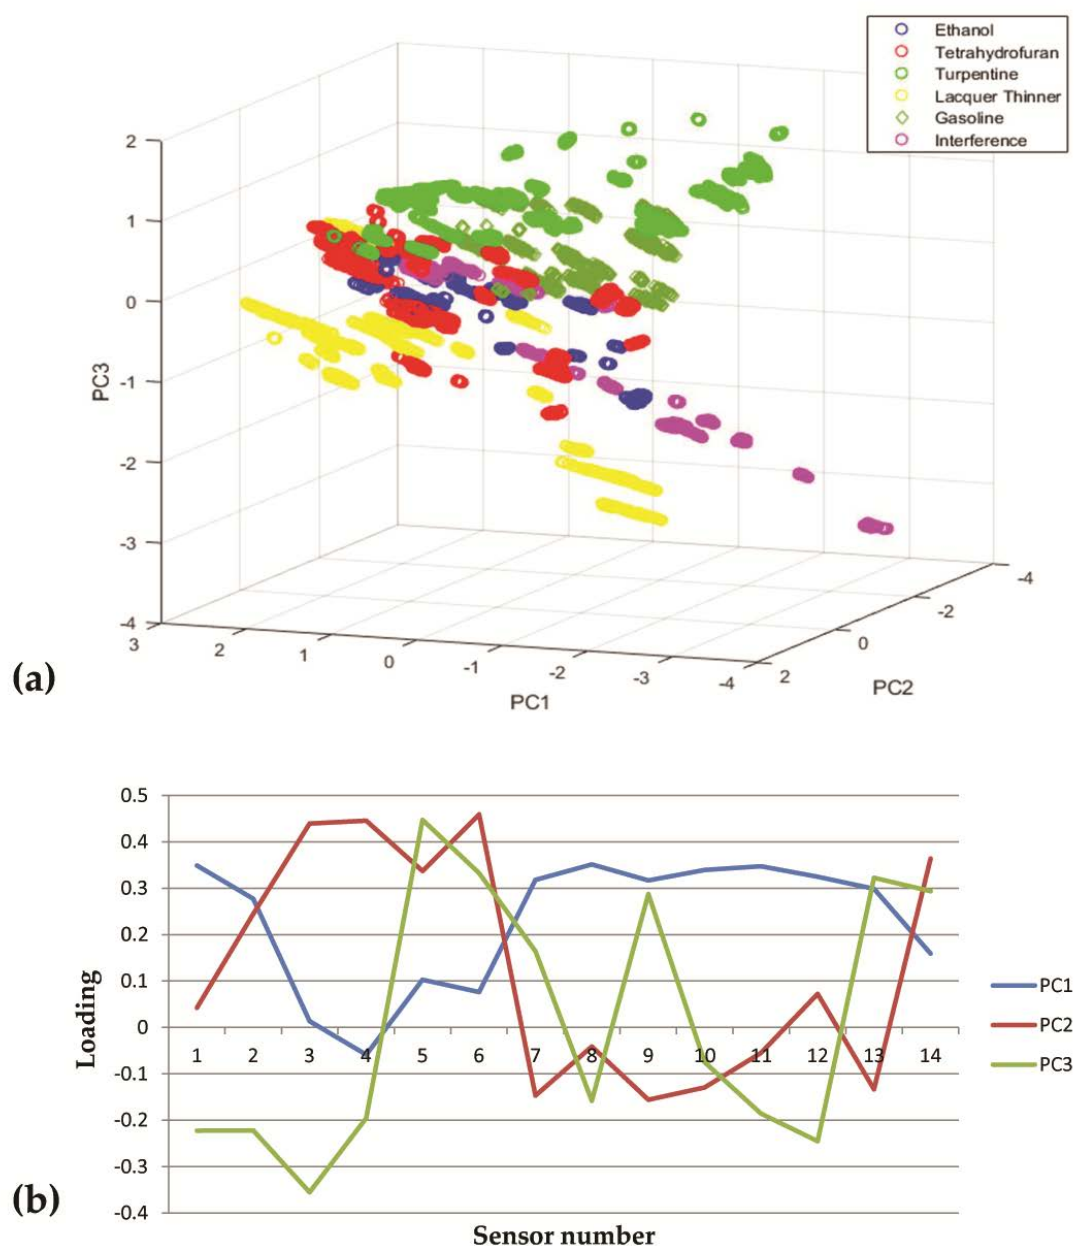 Ethanol
Tetrahydrofuran
Turpentine
Lacquer Thinner
Gasoline
Interference
2
1
0
-1
-2
-3
-4
PC3
3
2
1
0
-1
-2
-3
-4
PC1
2
0
-2
-4
PC2
(a)
0.5
0.4
0.3
0.2
0.1
0
-0.1
-0.2
-0.3
-0.4
Loading
1 2 3 4 5 6 7 8 9 10 11 12 13 14
PC1
PC2
PC3
(b)
Sensor number